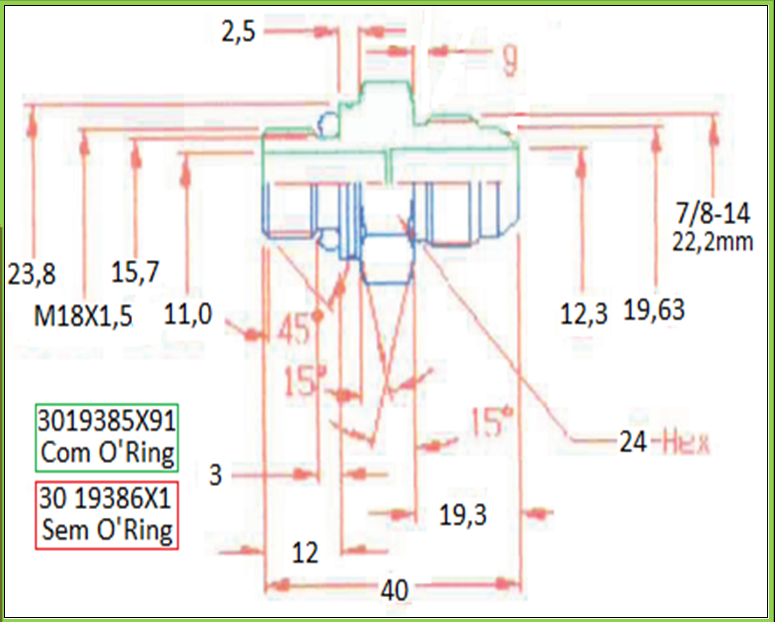 2,5
9
7/8-14
22,2mm
23,8
15,7
M18X1,5
11,0
12,3
19,63
45°
15°
15°
3019385X91
Com O'Ring
30 19386X1
Sem O'Ring
24-Hex
3
19,3
12
40